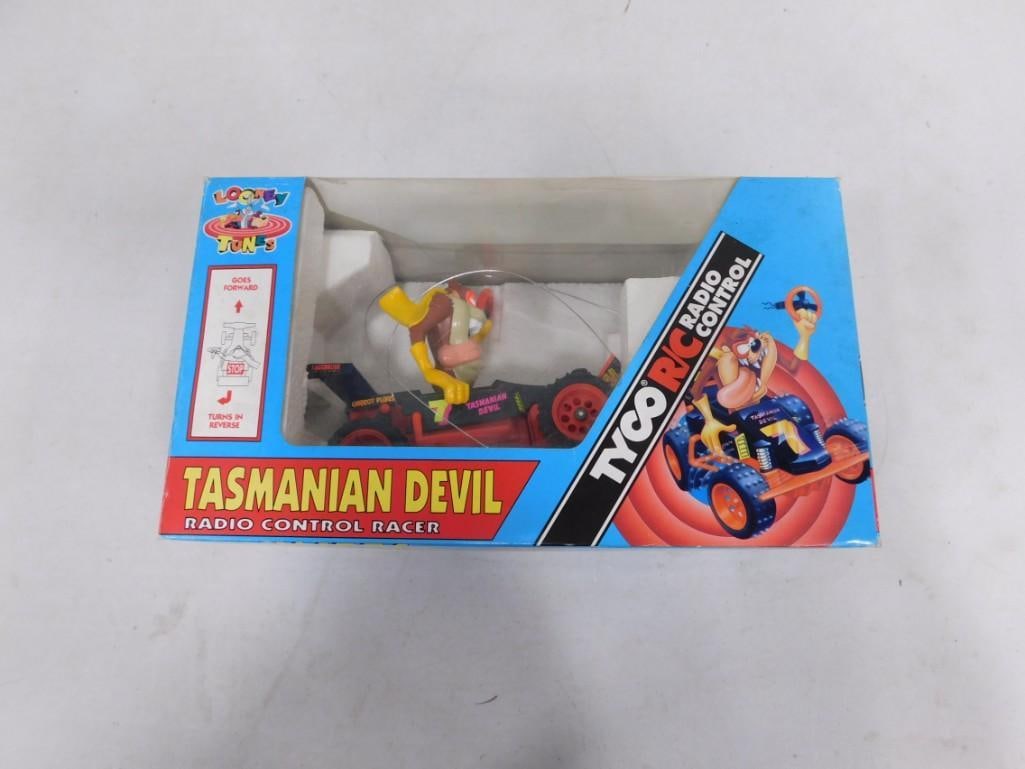 LOONEY
TUNES
GOES
FORWARD
STOP
TURNS IN
REVERSE
TASMANIAN
DEVIL
TYCO® R/C RADIO
CONTROL
TASMANIAN
DEVIL
7
TASMANIAN DEVIL
RADIO CONTROL RACER